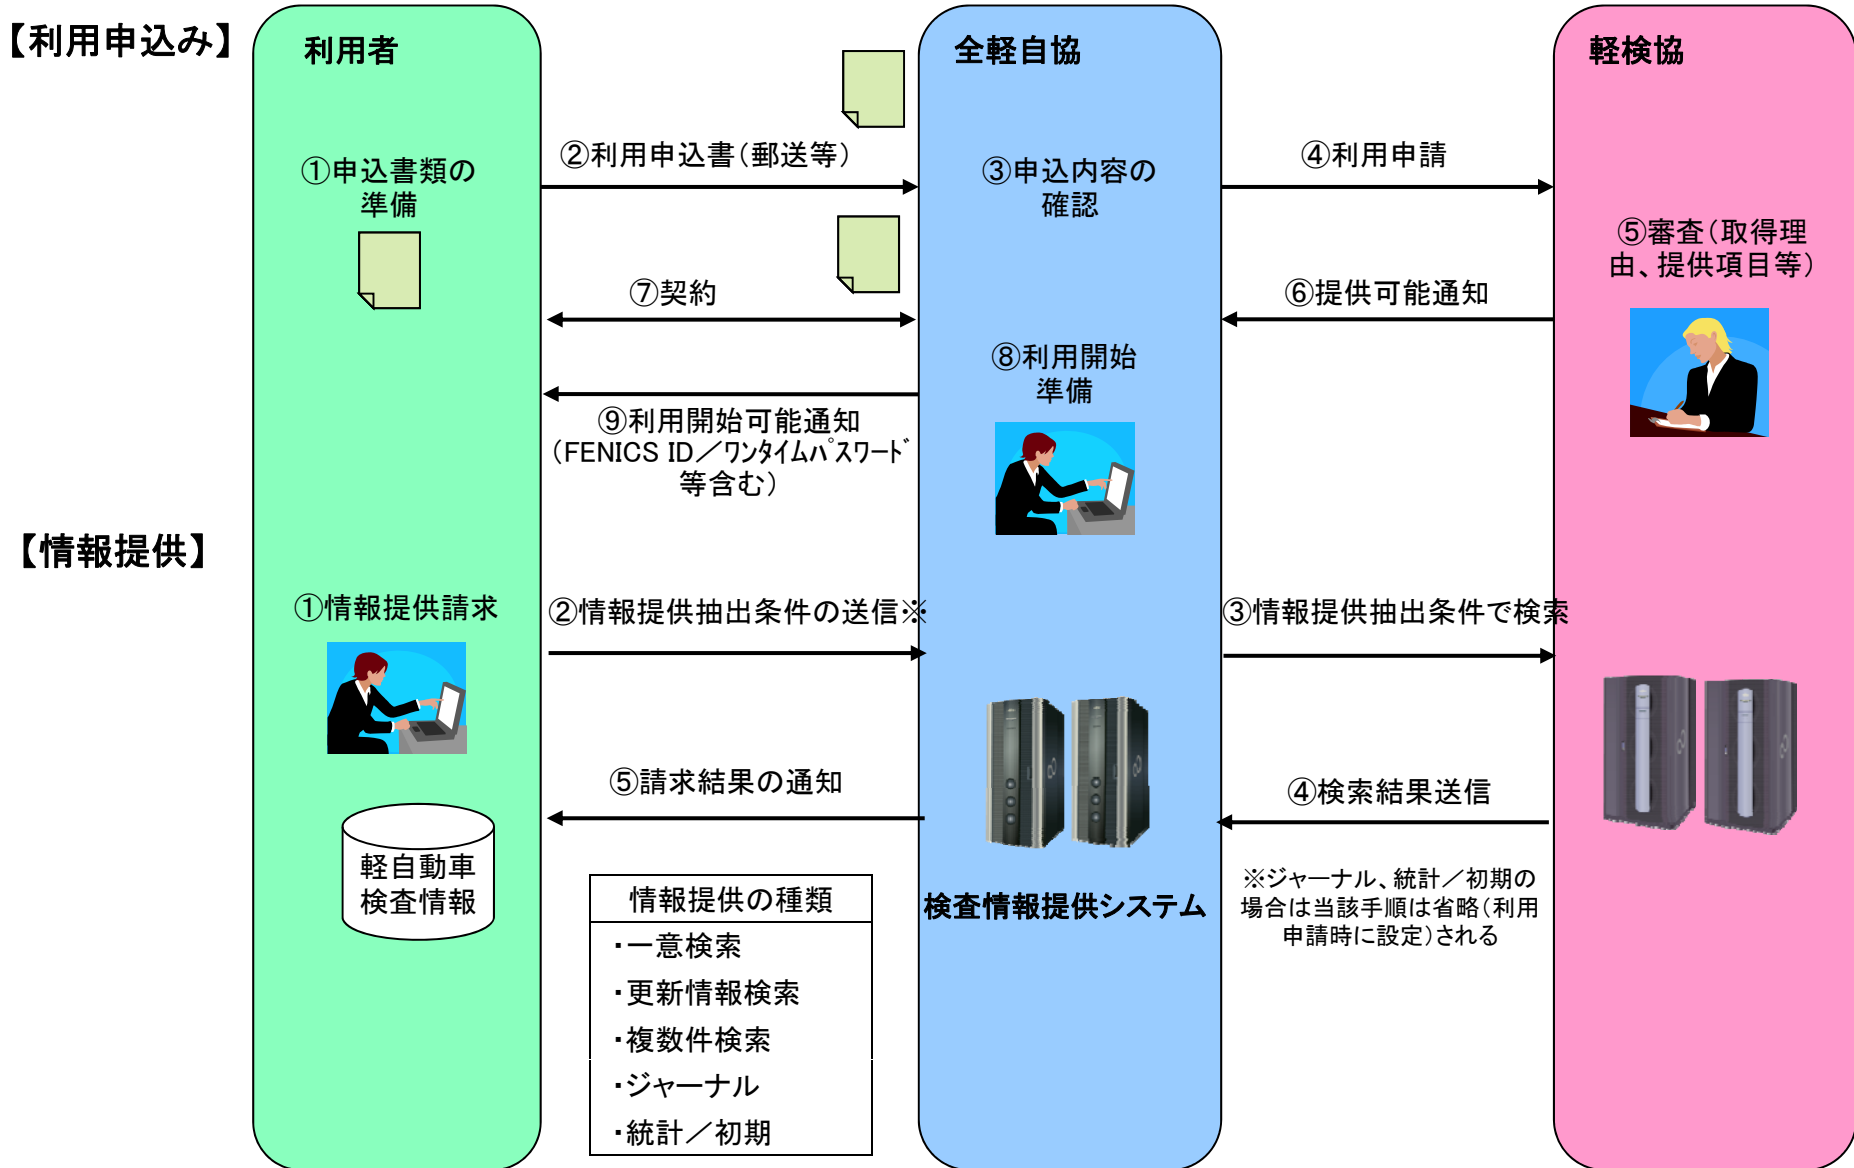 【利用申込み】
利用者
全軽自協
軽検協
①申込書類の
準備
②利用申込書(郵送等)
③申込内容の
確認
④利用申請
⑤審査(取得理
由、提供項目等)
⑥提供可能通知
⑦契約
⑧利用開始
準備
⑨利用開始可能通知
(FENICS ID/ワンタイムパスワード
等含む)
【情報提供】
①情報提供請求
②情報提供抽出条件の送信※
③情報提供抽出条件で検索
④検索結果送信
⑤請求結果の通知
軽自動車
検査情報
検査情報提供システム
※ジャーナル、統計/初期の
場合は当該手順は省略(利用
申請時に設定)される
情報提供の種類
・一意検索
・更新情報検索
・複数件検索
・ジャーナル
・統計/初期